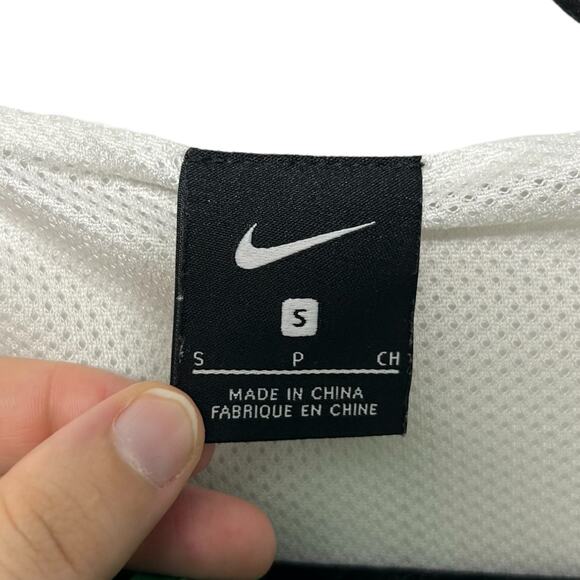 S
S P CH
MADE IN CHINA
FABRIQUE EN CHINE